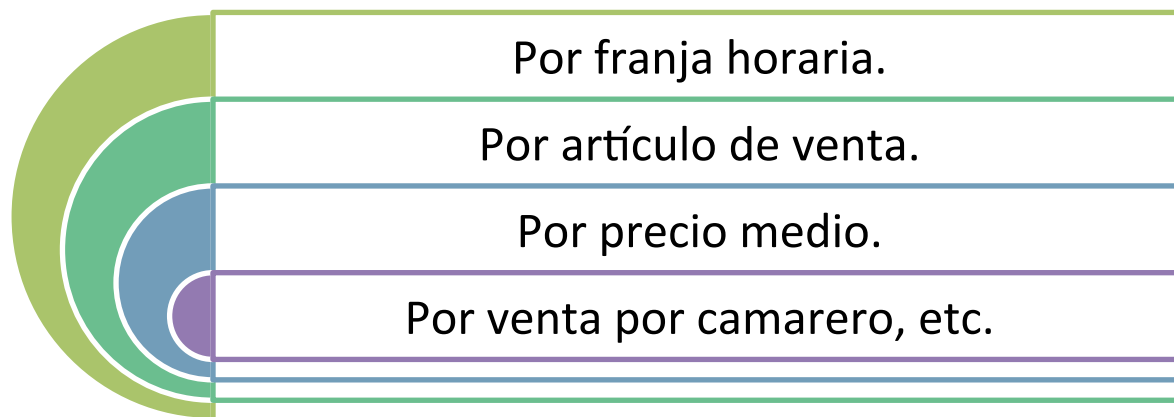 Por franja horaria.
Por artículo de venta.
Por precio medio.
Por venta por camarero, etc.